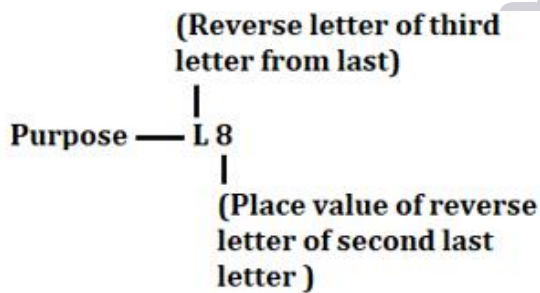 (Reverse letter of third
letter from last)
Purpose L 8
(Place value of reverse
letter of second last
letter )